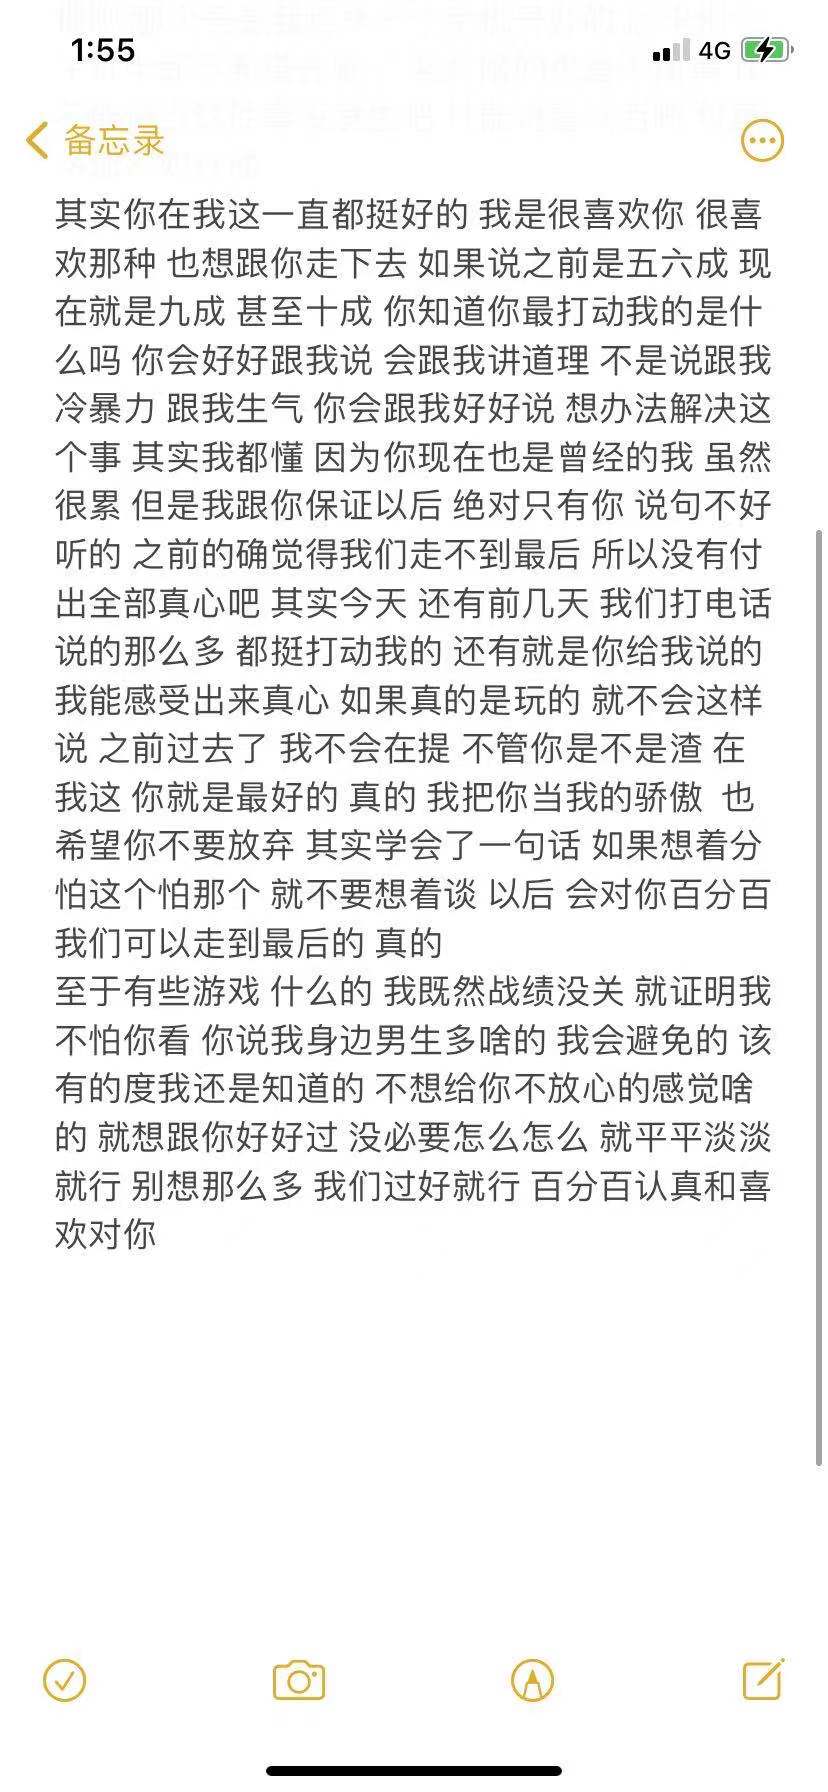 1:55
4G
备忘录
其实你在我这一直都挺好的 我是很喜欢你 很喜
欢那种 也想跟你走下去 如果说之前是五六成 现
在就是九成 甚至十成 你知道你最打动我的是什
么吗 你会好好跟我说 会跟我讲道理 不是说跟我
冷暴力 跟我生气 你会跟我好好说 想办法解决这
个事 其实我都懂 因为你现在也是曾经的我 虽然
很累 但是我跟你保证以后 绝对只有你 说句不好
听的 之前的确觉得我们走不到最后 所以没有付
出全部真心吧 其实今天 还有前几天 我们打电话
说的那么多 都挺打动我的 还有就是你给我说的
我能感受出来真心 如果真的是玩的 就不会这样
说 之前过去了 我不会在提 不管你是不是渣 在
我这 你就是最好的 真的 我把你当我的骄傲  也
希望你不要放弃 其实学会了一句话 如果想着分
怕这个怕那个 就不要想着谈 以后 会对你百分百
我们可以走到最后的 真的
至于有些游戏 什么的 我既然战绩没关 就证明我
不怕你看 你说我身边男生多啥的 我会避免的 该
有的度我还是知道的 不想给你不放心的感觉啥
的 就想跟你好好过 没必要怎么怎么 就平平淡淡
就行 别想那么多 我们过好就行 百分百认真和喜
欢对你